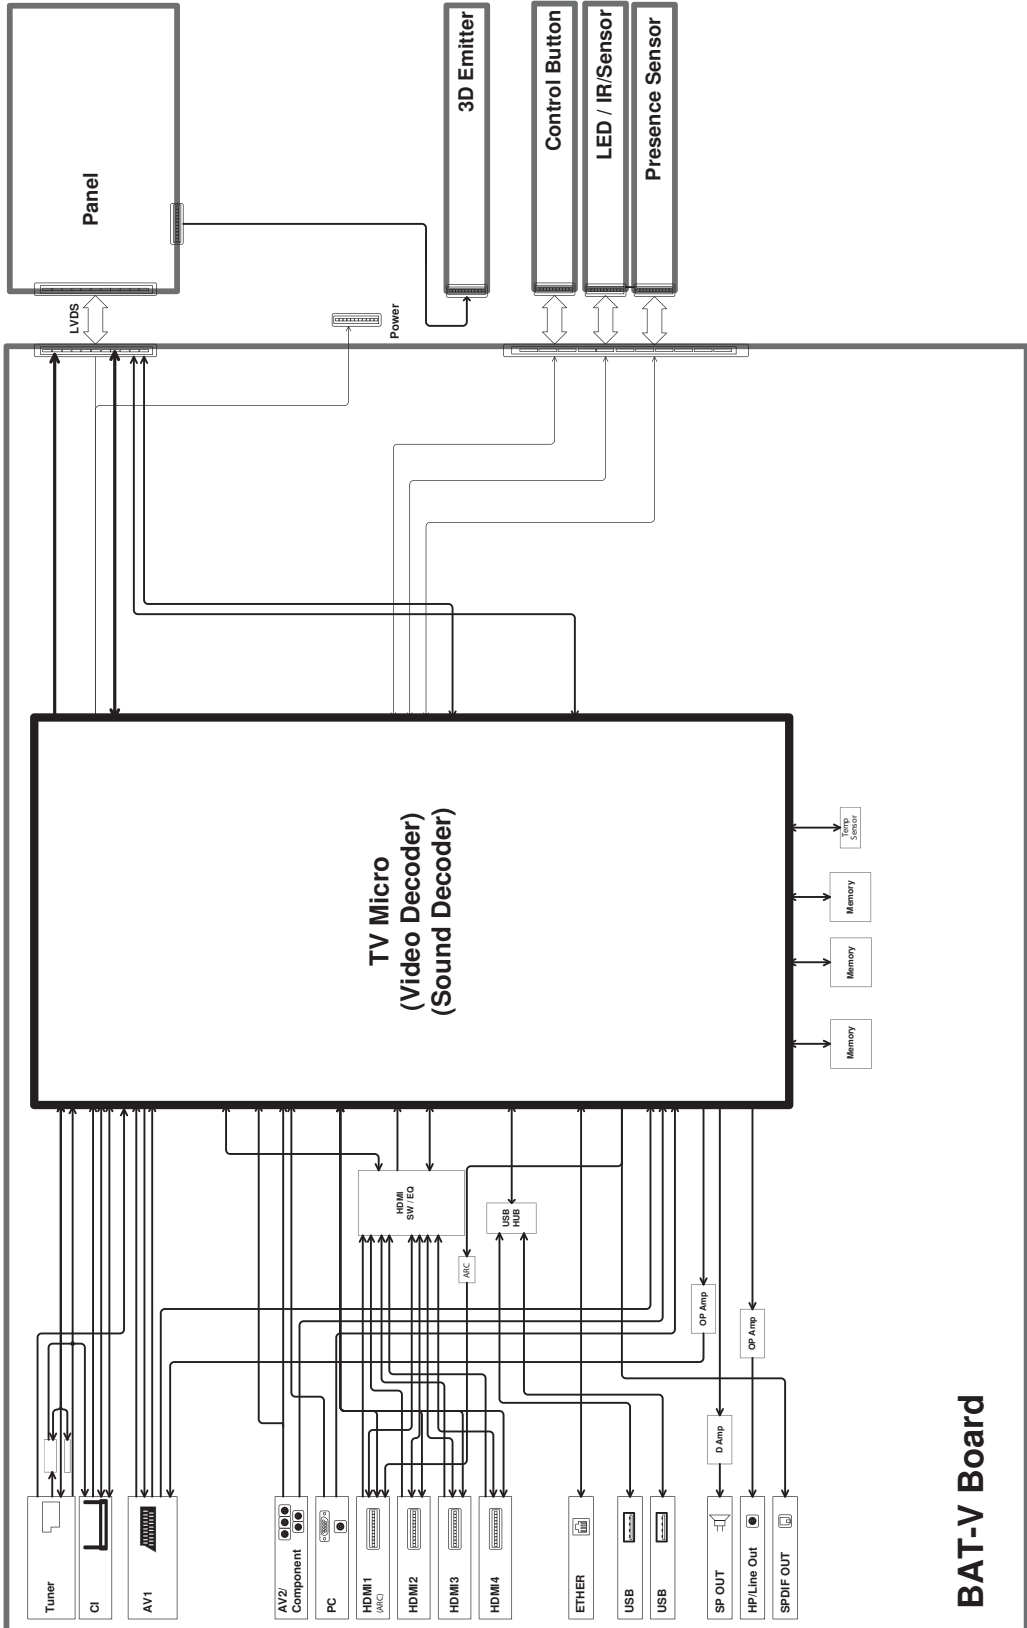 Panel
3D Emitter
Control Button
LED / IR/Sensor
Presence Sensor
LVDS
Power
TV Micro
(Video Decoder)
(Sound Decoder)
Temp
Sensor
Memory
Memory
Memory
HDMI
SW / EQ
USB
HUB
ARC
OP Amp
OP Amp
D Amp
Tuner
CI
AV1
AV2/
Component
PC
HDMI1
(ARC)
HDMI2
HDMI3
HDMI4
ETHER
USB
USB
SP OUT
HP/Line Out
SPDIF OUT
BAT-V Board